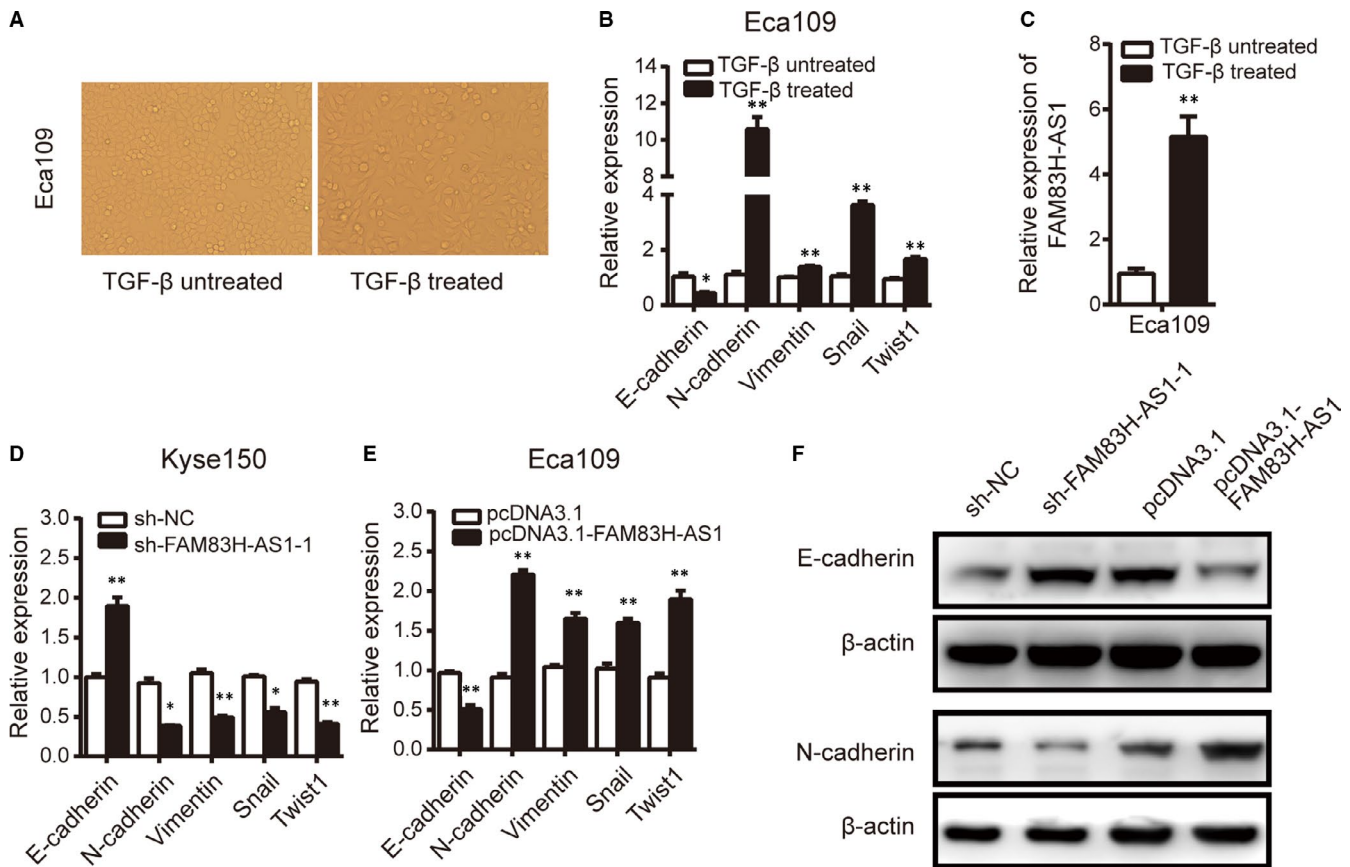 A
Eca109
TGF-β untreated
TGF-β treated
B
Eca109
Relative expression
14
12
10
8
4
2
0
TGF-β untreated
TGF-β treated
*
**
**
**
**
E-cadherin
N-cadherin
Vimentin
Snail
Twist1
C
Relative expression of
FAM83H-AS1
8
6
4
2
0
TGF-β untreated
TGF-β treated
**
Eca109
D
Kyse150
Relative expression
3.0
2.5
2.0
1.5
1.0
0.5
0.0
sh-NC
sh-FAM83H-AS1-1
**
*
**
*
**
E-cadherin
N-cadherin
Vimentin
Snail
Twist1
E
Eca109
Relative expression
3.0
2.5
2.0
1.5
1.0
0.5
0.0
pcDNA3.1
pcDNA3.1-FAM83H-AS1
**
**
**
**
**
E-cadherin
N-cadherin
Vimentin
Snail
Twist1
F
sh-NC
sh-FAM83H-AS1-1
pcDNA3.1
pcDNA3.1-
FAM83H-AS1
E-cadherin
β-actin
N-cadherin
β-actin